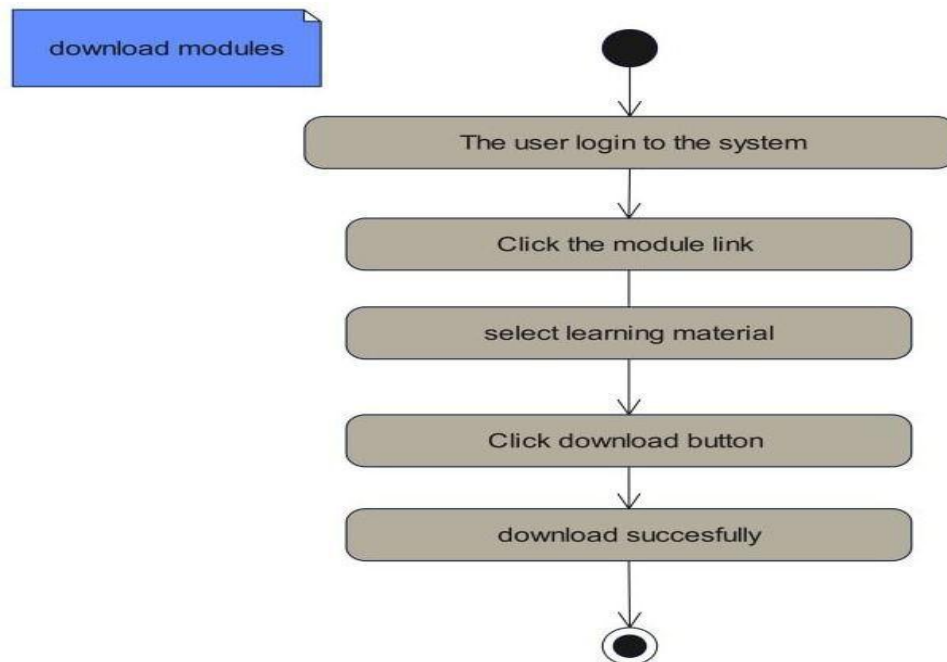 download modules
The user login to the system
Click the module link
select learning material
Click download button
download succesfully